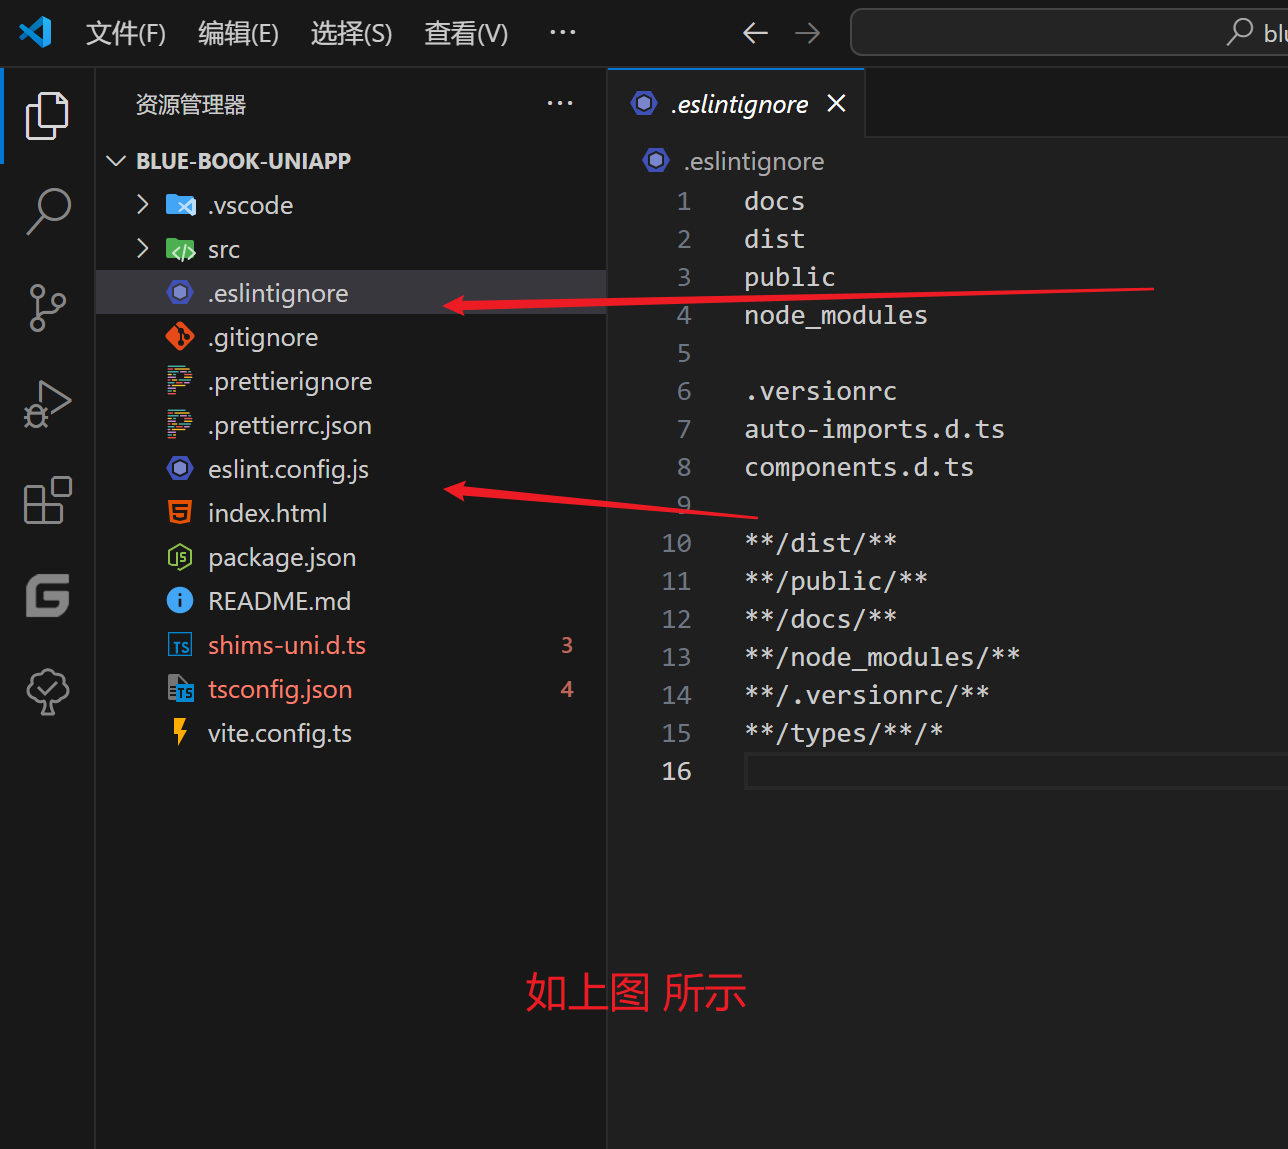 文件(F) 编辑(E) 选择(S) 查看(V) ··· blu
资源管理器 ···
BLUE-BOOK-UNIAPP
.vscode
src
.eslintignore
.gitignore
.prettierignore
.prettierrc.json
eslint.config.js
index.html
package.json
README.md
shims-uni.d.ts 3
tsconfig.json 4
vite.config.ts
.eslintignore
.eslintignore
1 docs
2 dist
3 public
4 node_modules
5
6 .versionrc
7 auto-imports.d.ts
8 components.d.ts
9
10 **/dist/**
11 **/public/**
12 **/docs/**
13 **/node_modules/**
14 **/.versionrc/**
15 **/types/**/*
16
如上图 所示